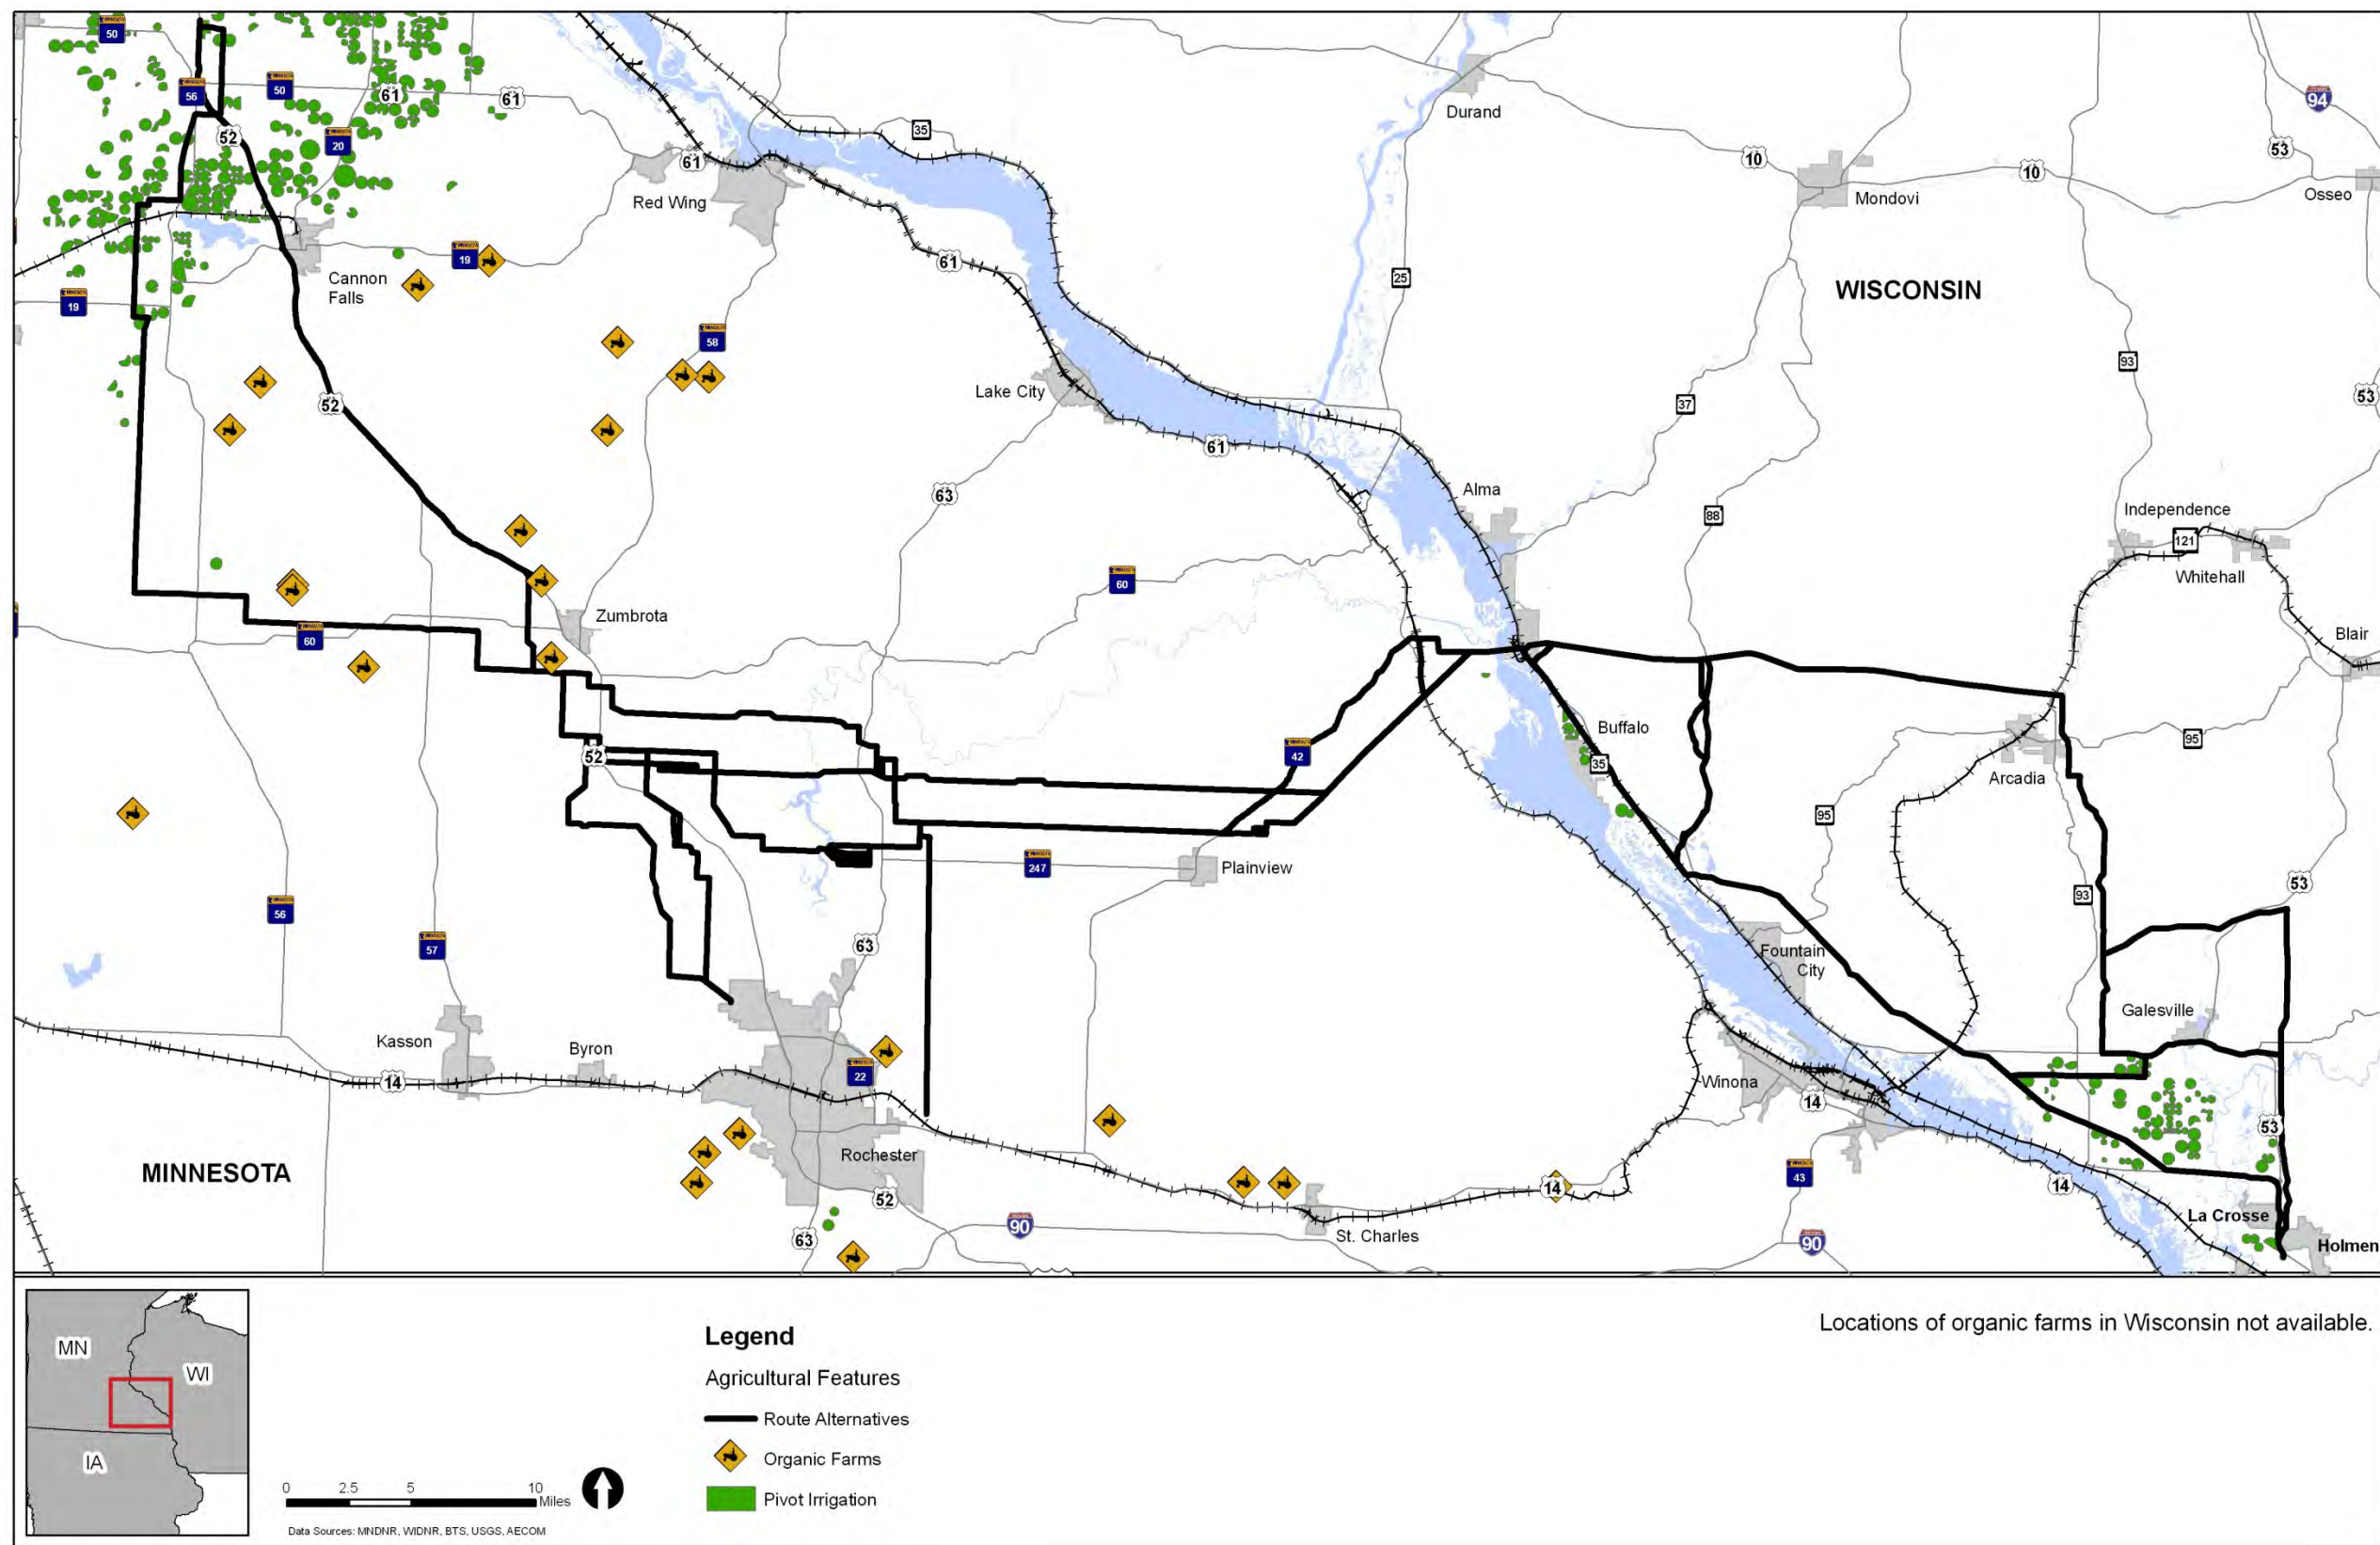 50
56
50
61
61
52
20
61
35
Durand
94
53
10
10
Mondovi
Osseo
Red Wing
19
Cannon
Falls
19
61
25
WISCONSIN
58
52
Lake City
61
93
53
37
63
Alma
88
Independence
121
Whitehall
60
Zumbrota
60
Blair
52
42
Buffalo
35
95
Arcadia
95
247
Plainview
56
57
63
93
53
Fountain
City
Galesville
Kasson
Byron
14
22
Winona
14
53
MINNESOTA
Rochester
52
14
43
14
63
90
St. Charles
90
La Crosse
Holmen
MN
WI
IA
0 2.5 5 10
Miles
Data Sources: MNDNR, WIDNR, BTS, USGS, AECOM
Legend
Agricultural Features
Route Alternatives
Organic Farms
Pivot Irrigation
Locations of organic farms in Wisconsin not available.